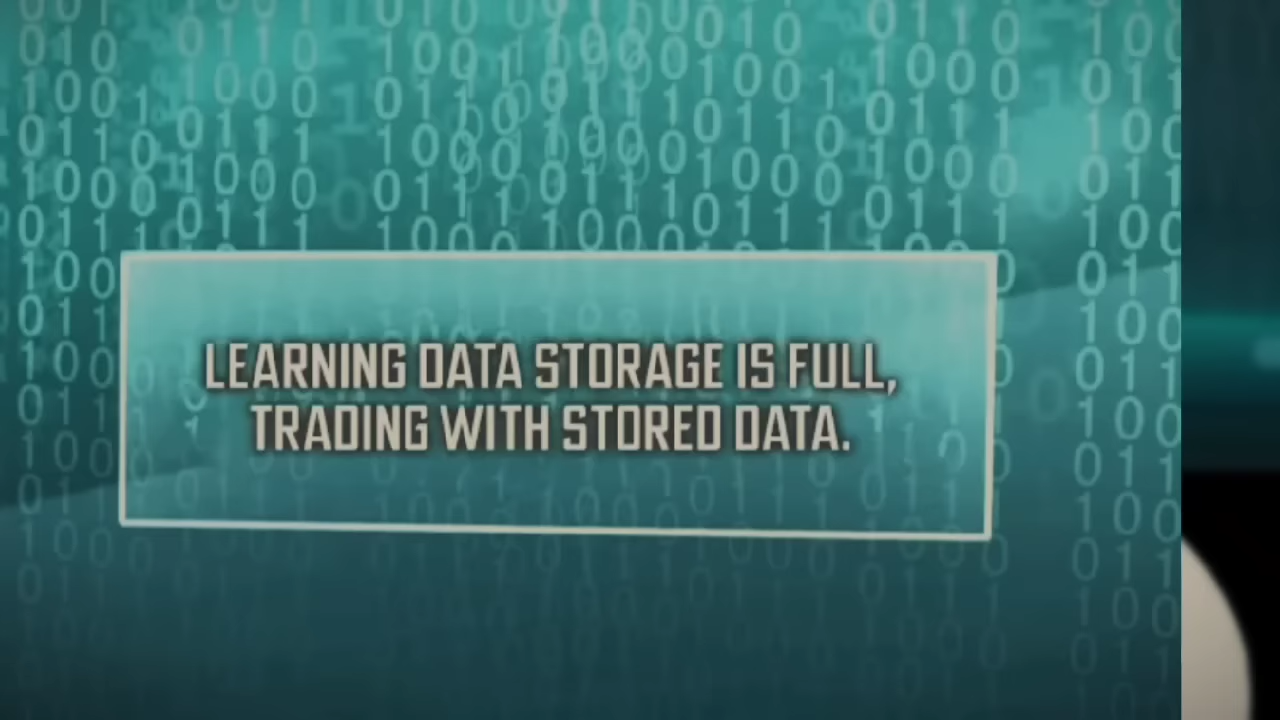 LEARNING DATA STORAGE IS FULL,
TRADING WITH STORED DATA.